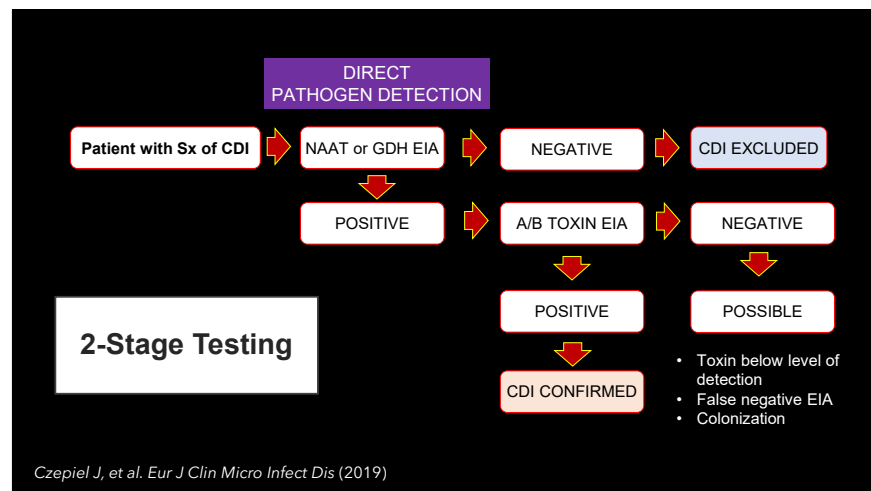 DIRECT
PATHOGEN DETECTION
Patient with Sx of CDI
NAAT or GDH EIA
NEGATIVE
CDI EXCLUDED
POSITIVE
A/B TOXIN EIA
NEGATIVE
POSITIVE
POSSIBLE
2-Stage Testing
CDI CONFIRMED
• Toxin below level of
detection
• False negative EIA
• Colonization
Czepiel J, et al. Eur J Clin Micro Infect Dis (2019)